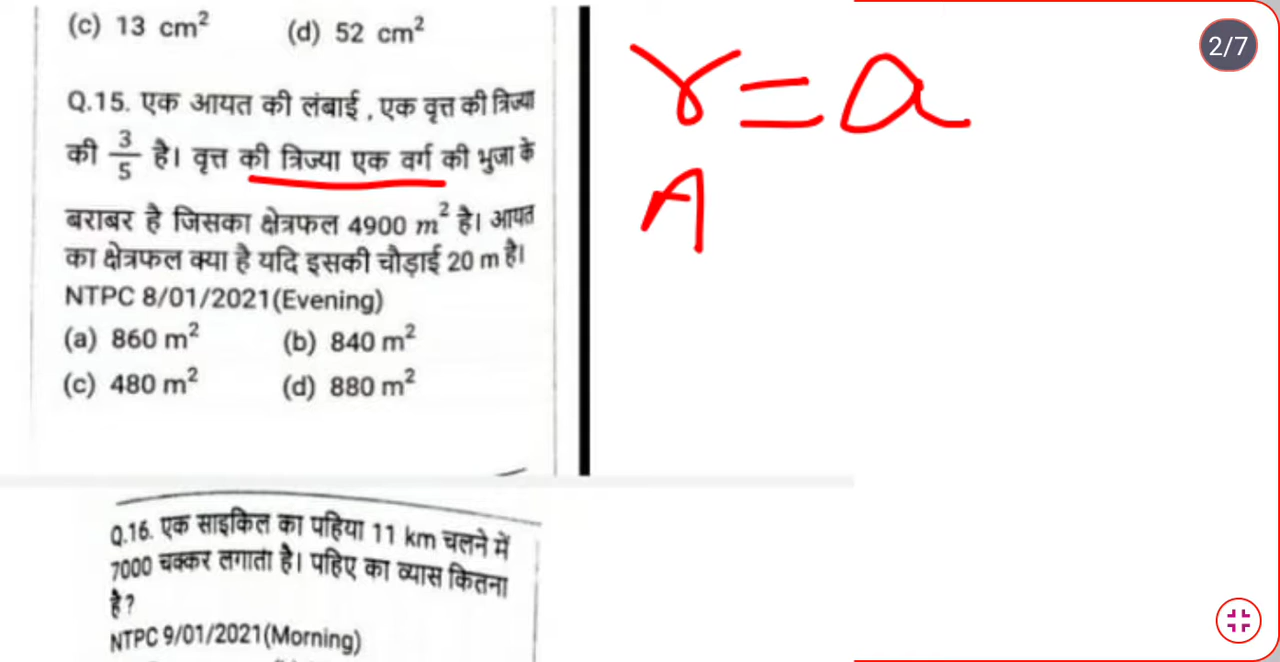 (c) 13 cm² (d) 52 cm²
Q.15. एक आयत की लंबाई , एक वृत्त की त्रिज्या
की 3/5 है। वृत्त की त्रिज्या एक वर्ग की भुजा के
बराबर है जिसका क्षेत्रफल 4900 m² है। आयत
का क्षेत्रफल क्या है यदि इसकी चौड़ाई 20 m है।
NTPC 8/01/2021(Evening)
(a) 860 m² (b) 840 m²
(c) 480 m² (d) 880 m²
Q.16. एक साइकिल का पहिया 11 km चलने में
7000 चक्कर लगाता है। पहिए का व्यास कितना
है?
NTPC 9/01/2021(Morning)
r = a
A
2/7